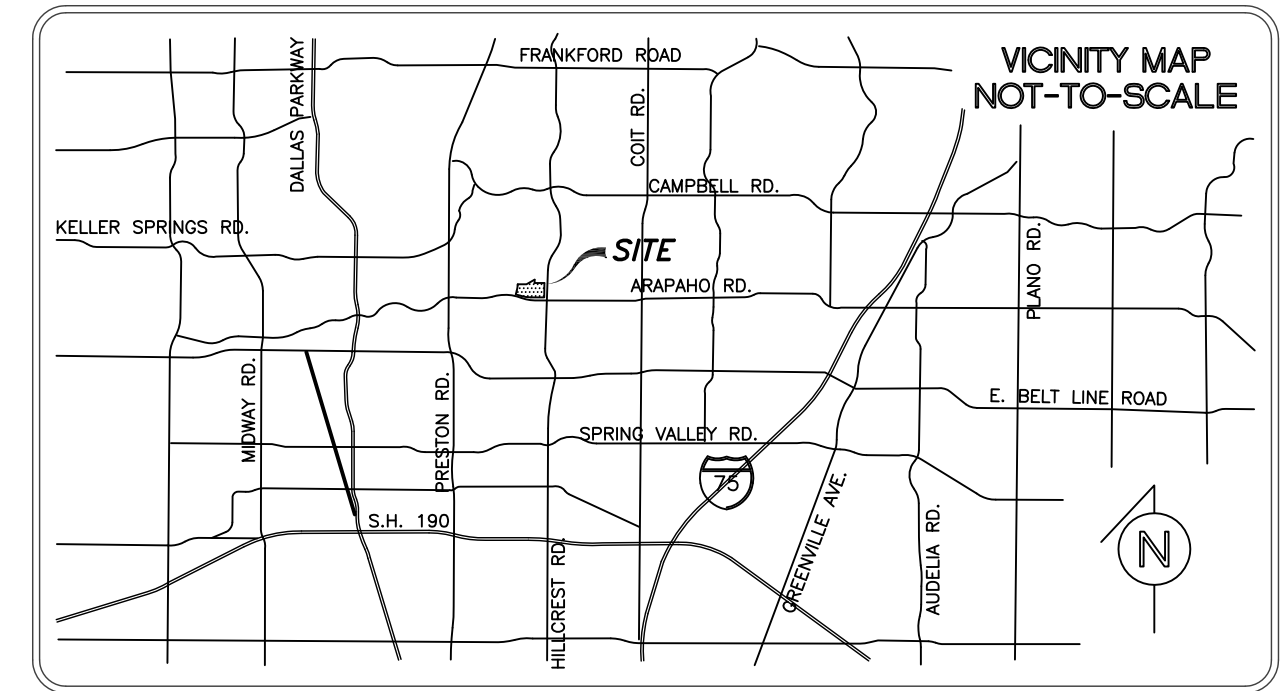 FRANKFORD ROAD
VICINITY MAP
NOT-TO-SCALE
DALLAS PARKWAY
COIT RD.
CAMPBELL RD.
KELLER SPRINGS RD.
SITE
PLANO RD.
ARAPAHO RD.
MIDWAY RD.
PRESTON RD.
E. BELT LINE ROAD
SPRING VALLEY RD.
75
GREENVILLE AVE.
S.H. 190
AUDELIA RD.
HILLCREST RD.
N